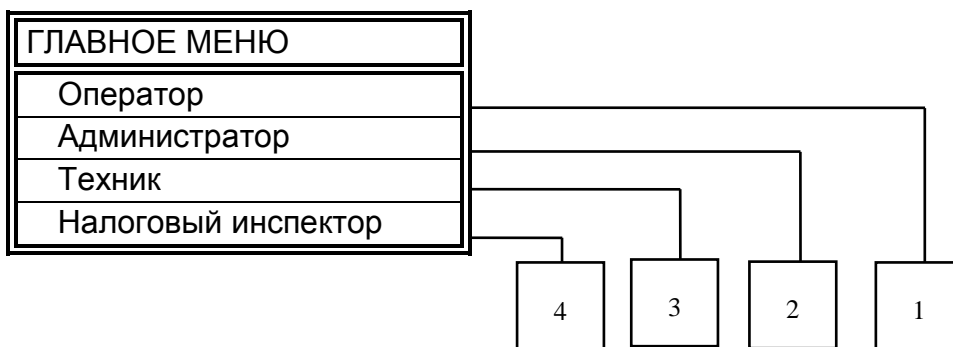 ГЛАВНОЕ МЕНЮ
Оператор
Администратор
Техник
Налоговый инспектор
4 3 2 1